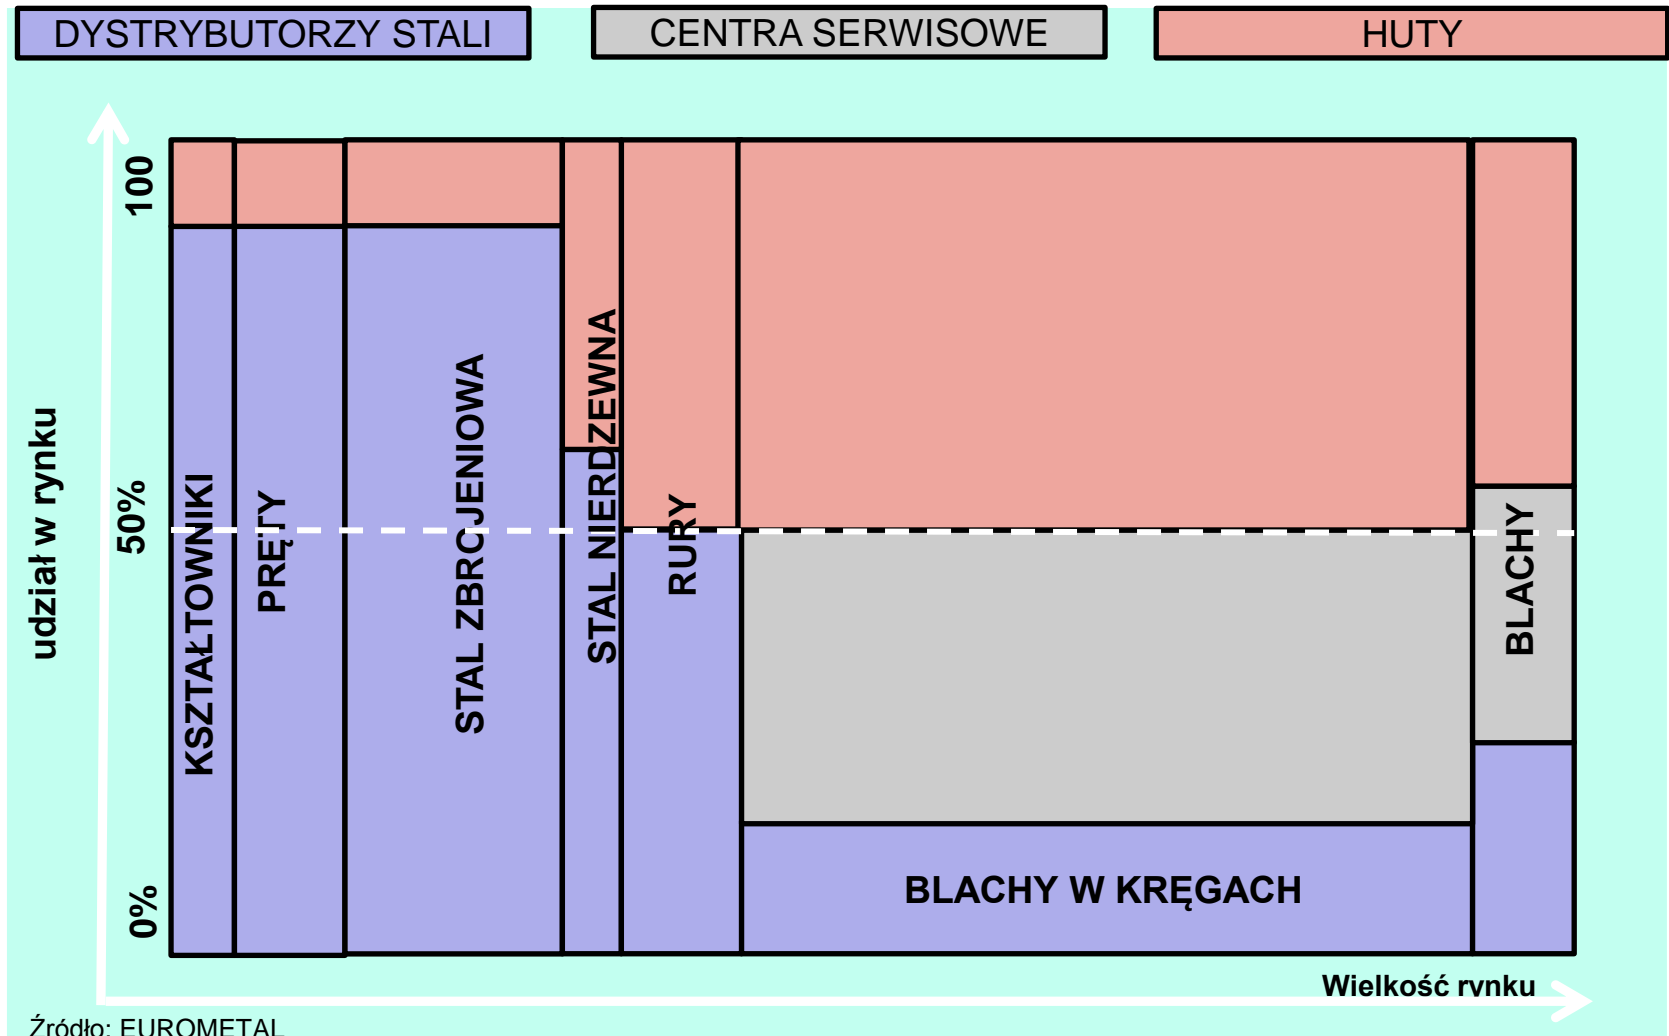 DYSTRYBUTORZY STALI
CENTRA SERWISOWE
HUTY
100
50%
0%
udział w rynku
KSZTAŁTOWNIKI
PRĘTY
STAL ZBROJENIOWA
STAL NIERDZEWNA
RURY
BLACHY W KRĘGACH
BLACHY
Wielkość rynku
Źródło: EUROMETAL